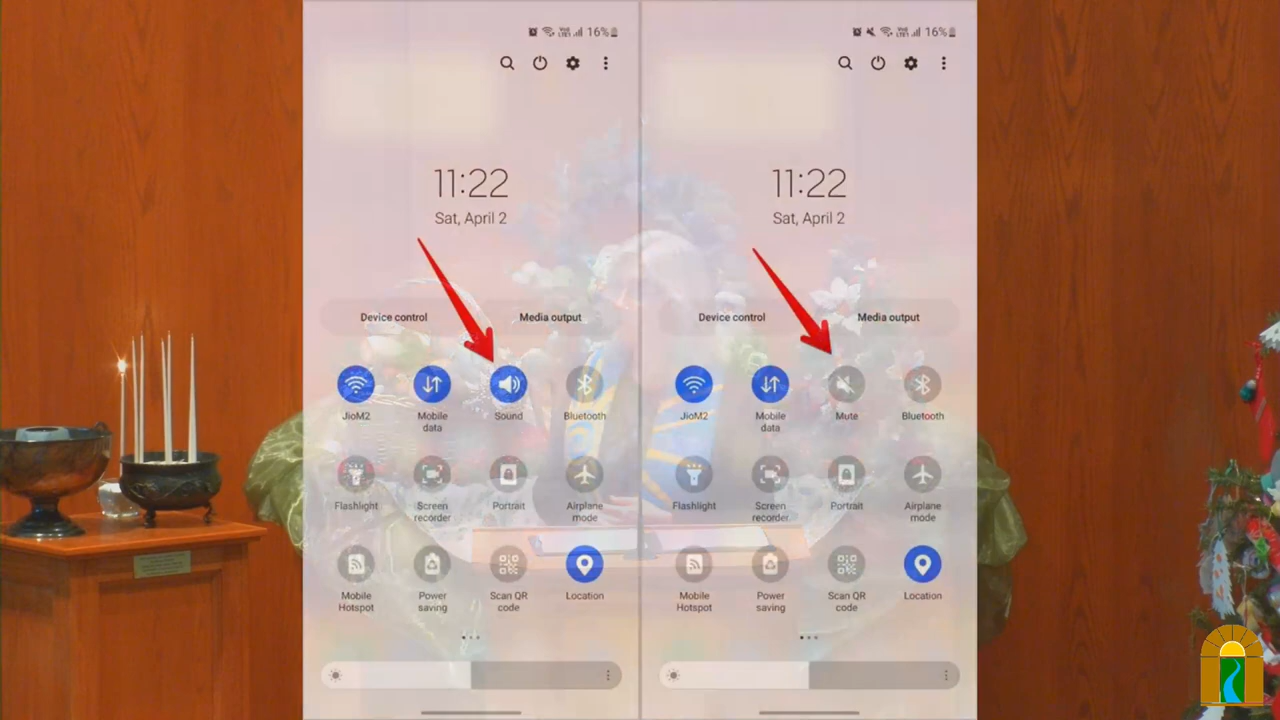 16%
11:22
Sat, April 2
Device control
Media output
JioM2
Mobile
data
Sound
Bluetooth
Flashlight
Screen
recorder
Portrait
Airplane
mode
Mobile
Hotspot
Power
saving
Scan QR
code
Location
16%
11:22
Sat, April 2
Device control
Media output
JioM2
Mobile
data
Mute
Bluetooth
Flashlight
Screen
recorder
Portrait
Airplane
mode
Mobile
Hotspot
Power
saving
Scan QR
code
Location